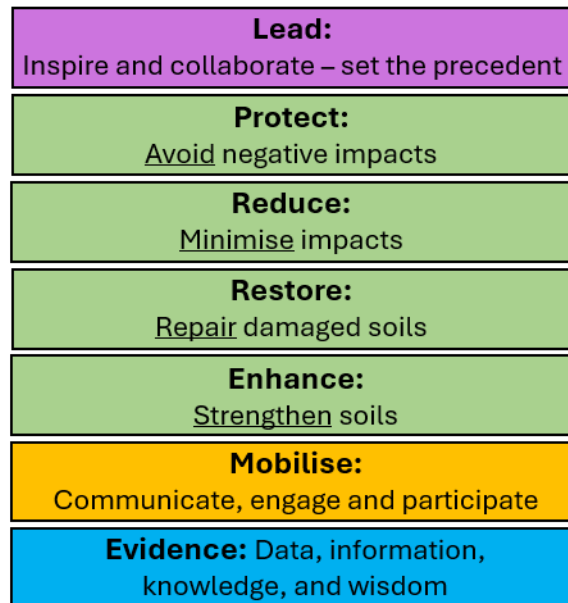 Lead:
Inspire and collaborate – set the precedent
Protect:
Avoid negative impacts
Reduce:
Minimise impacts
Restore:
Repair damaged soils
Enhance:
Strengthen soils
Mobilise:
Communicate, engage and participate
Evidence: Data, information,
knowledge, and wisdom